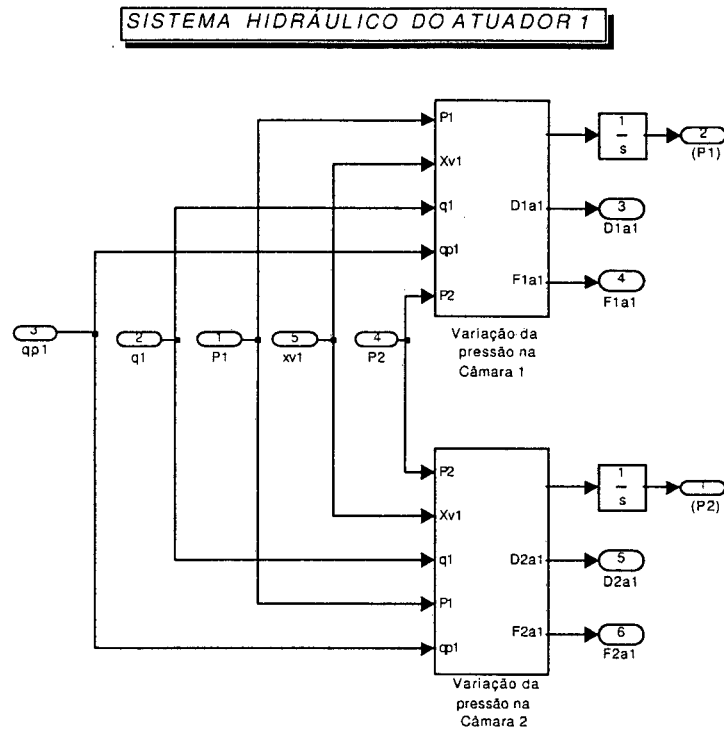 SISTEMA HIDRÁULICO DO ATUADOR 1
P1
Xv1
q1
qp1
P2
D1a1
F1a1
Variação da
pressão na
Câmara 1
1
s
2
(P1)
3
D1a1
4
F1a1
3
qp1
2
q1
1
P1
5
xv1
4
P2
P2
Xv1
q1
P1
qp1
D2a1
F2a1
Variação da
pressão na
Câmara 2
1
s
1
(P2)
5
D2a1
6
F2a1